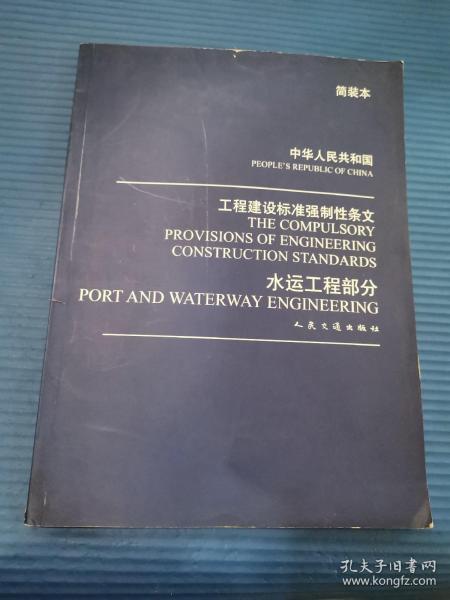 简装本
中华人民共和国
PEOPLE'S REPUBLIC OF CHINA
工程建设标准强制性条文
THE COMPULSORY
PROVISIONS OF ENGINEERING
CONSTRUCTION STANDARDS
水运工程部分
PORT AND WATERWAY ENGINEERING
人民交通出版社
孔夫子旧书网
www.kongfz.com